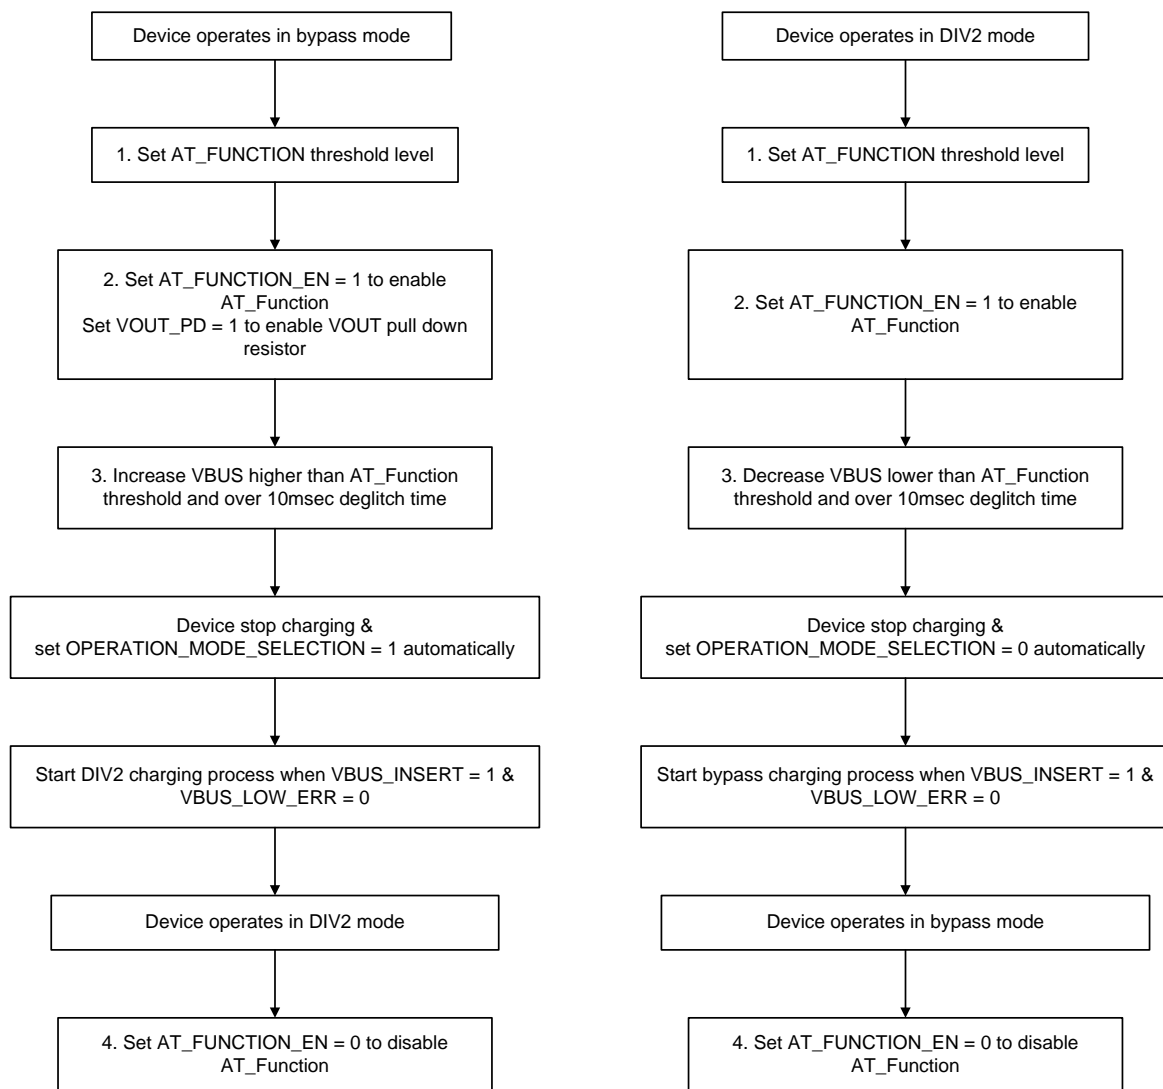 Device operates in bypass mode
1. Set AT_FUNCTION threshold level
2. Set AT_FUNCTION_EN = 1 to enable
AT_Function
Set VOUT_PD = 1 to enable VOUT pull down
resistor
3. Increase VBUS higher than AT_Function
threshold and over 10msec deglitch time
Device stop charging &
set OPERATION_MODE_SELECTION = 1 automatically
Start DIV2 charging process when VBUS_INSERT = 1 &
VBUS_LOW_ERR = 0
Device operates in DIV2 mode
4. Set AT_FUNCTION_EN = 0 to disable
AT_Function
Device operates in DIV2 mode
1. Set AT_FUNCTION threshold level
2. Set AT_FUNCTION_EN = 1 to enable
AT_Function
3. Decrease VBUS lower than AT_Function
threshold and over 10msec deglitch time
Device stop charging &
set OPERATION_MODE_SELECTION = 0 automatically
Start bypass charging process when VBUS_INSERT = 1 &
VBUS_LOW_ERR = 0
Device operates in bypass mode
4. Set AT_FUNCTION_EN = 0 to disable
AT_Function